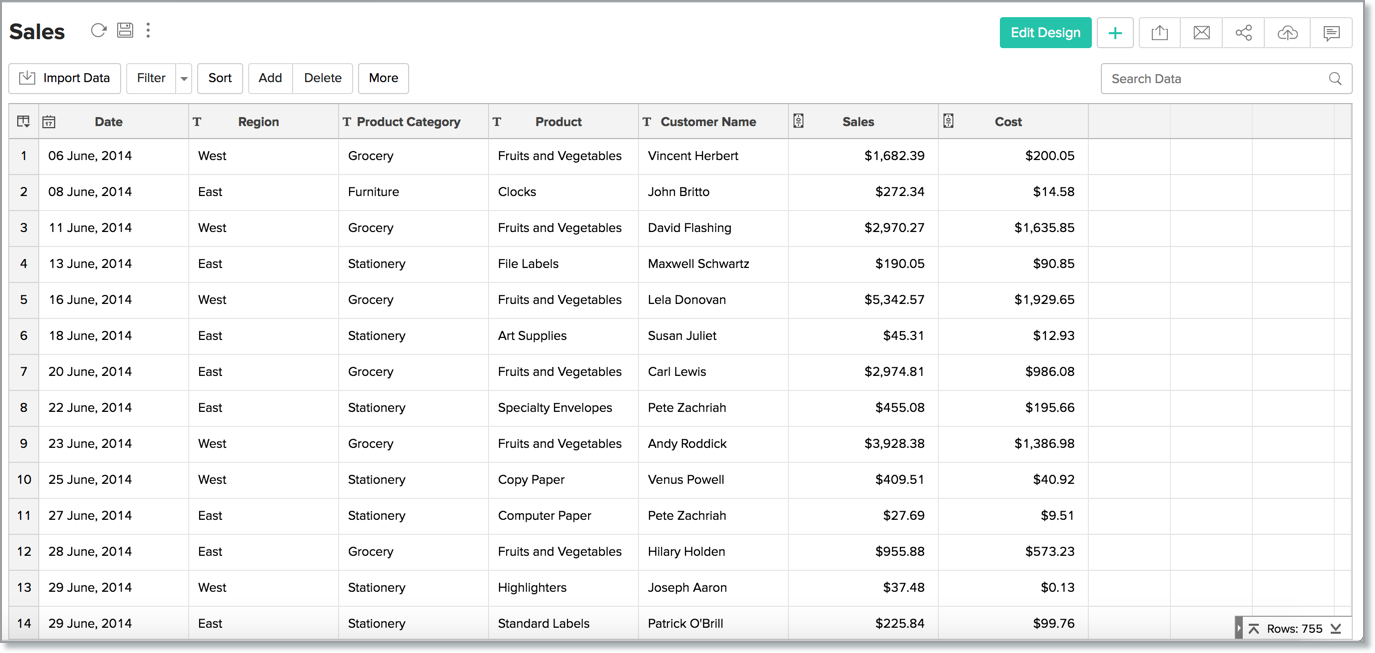 Sales
Edit Design
Import Data Filter Sort Add Delete More Search Data
Date T Region T Product Category T Product T Customer Name Sales Cost
1 06 June, 2014 West Grocery Fruits and Vegetables Vincent Herbert $1,682.39 $200.05
2 08 June, 2014 East Furniture Clocks John Britto $272.34 $14.58
3 11 June, 2014 West Grocery Fruits and Vegetables David Flashing $2,970.27 $1,635.85
4 13 June, 2014 East Stationery File Labels Maxwell Schwartz $190.05 $90.85
5 16 June, 2014 West Grocery Fruits and Vegetables Lela Donovan $5,342.57 $1,929.65
6 18 June, 2014 East Stationery Art Supplies Susan Juliet $45.31 $12.93
7 20 June, 2014 East Grocery Fruits and Vegetables Carl Lewis $2,974.81 $986.08
8 22 June, 2014 East Stationery Specialty Envelopes Pete Zachriah $455.08 $195.66
9 23 June, 2014 West Grocery Fruits and Vegetables Andy Roddick $3,928.38 $1,386.98
10 25 June, 2014 West Stationery Copy Paper Venus Powell $409.51 $40.92
11 27 June, 2014 East Stationery Computer Paper Pete Zachriah $27.69 $9.51
12 28 June, 2014 East Grocery Fruits and Vegetables Hilary Holden $955.88 $573.23
13 29 June, 2014 West Stationery Highlighters Joseph Aaron $37.48 $0.13
14 29 June, 2014 East Stationery Standard Labels Patrick O'Brill $225.84 $99.76
Rows: 755